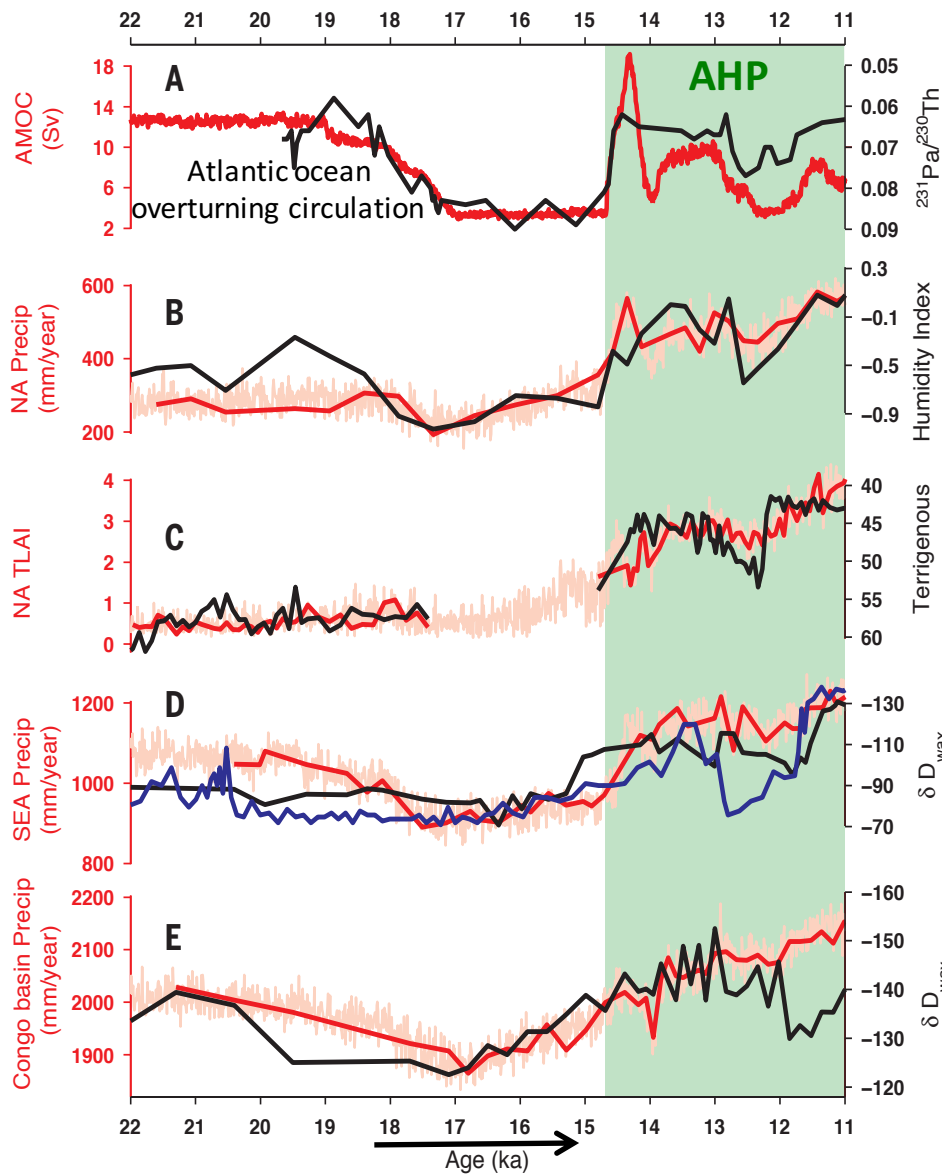 22 21 20 19 18 17 16 15 14 13 12 11
A
AHP
AMOC
(Sv)
18
14
10
6
2
Atlantic ocean
overturning circulation
0.05
0.06
0.07
0.08
0.09
231Pa/230Th
B
NA Precip
(mm/year)
600
400
200
0.3
−0.1
−0.5
−0.9
Humidity Index
C
NA TLAI
4
3
2
1
0
40
45
50
55
60
Terrigenous
D
SEA Precip
(mm/year)
1200
1000
800
−130
−110
−90
−70
δ Dwax
E
Congo basin Precip
(mm/year)
2200
2100
2000
1900
−160
−150
−140
−130
−120
δ Dwax
22 21 20 19 18 17 16 15 14 13 12 11
Age (ka)